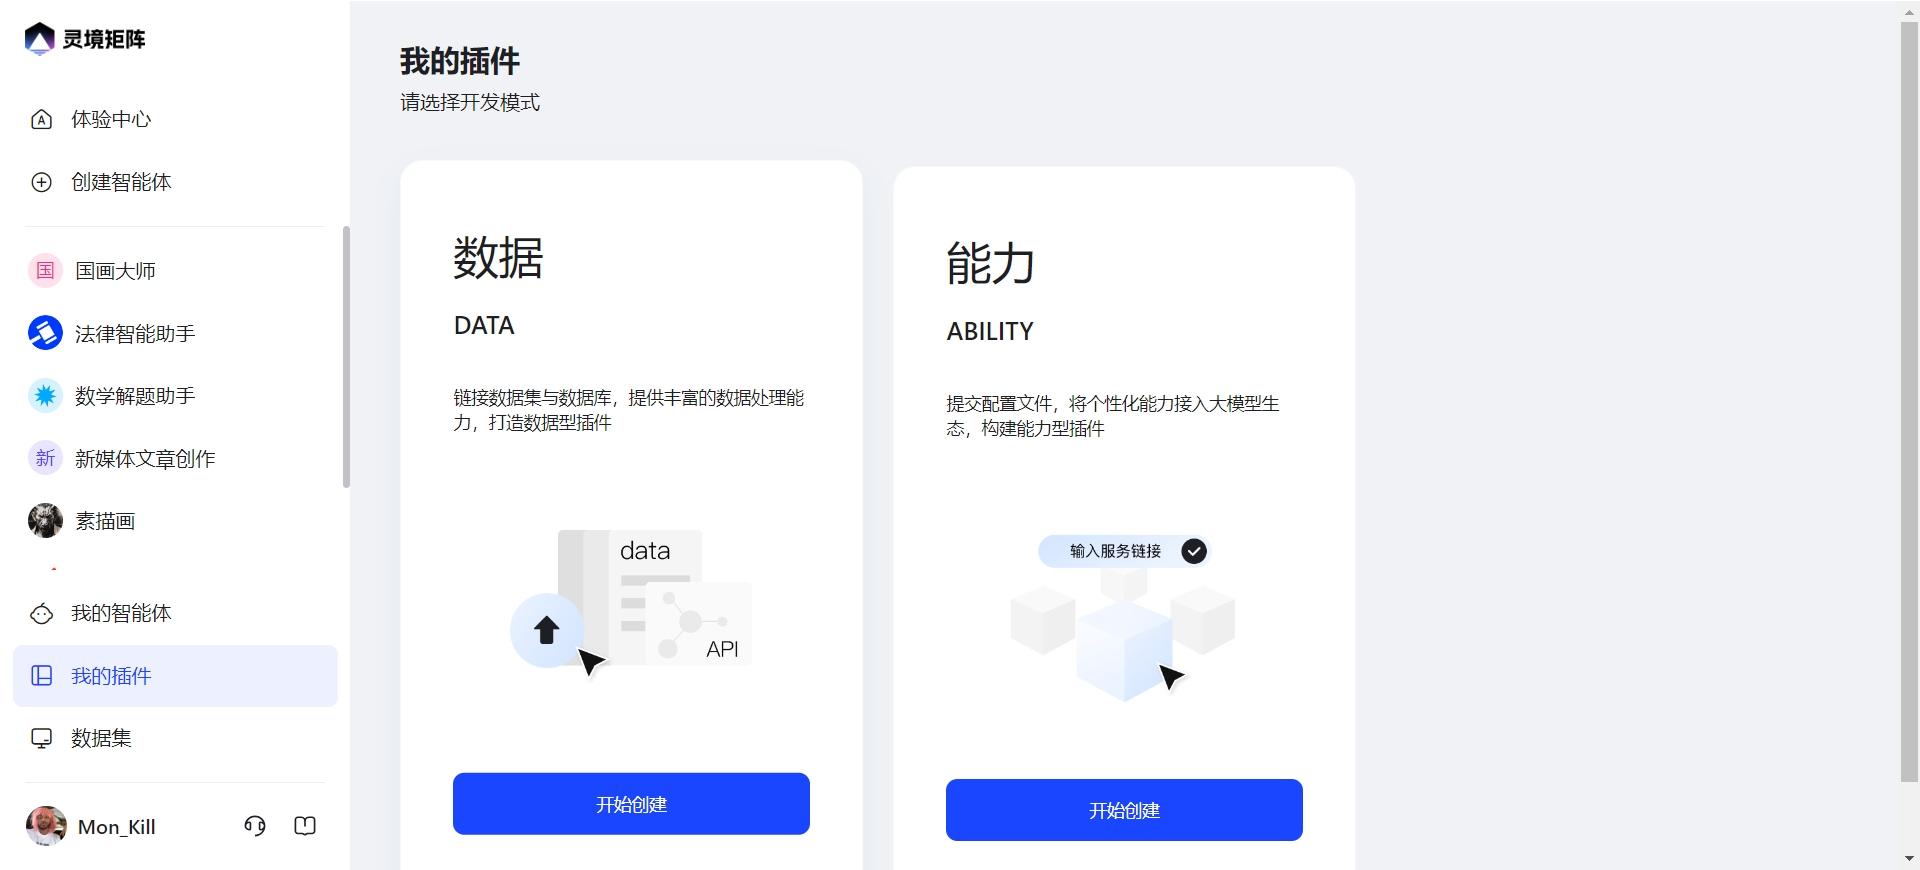 灵境矩阵
体验中心
创建智能体
国 国画大师
法律智能助手
数学解题助手
新 新媒体文章创作
素描画
我的智能体
我的插件
数据集
Mon_Kill
我的插件
请选择开发模式
数据
DATA
链接数据集与数据库，提供丰富的数据处理能
力，打造数据型插件
data
API
开始创建
能力
ABILITY
提交配置文件，将个性化能力接入大模型生
态，构建能力型插件
输入服务链接
开始创建